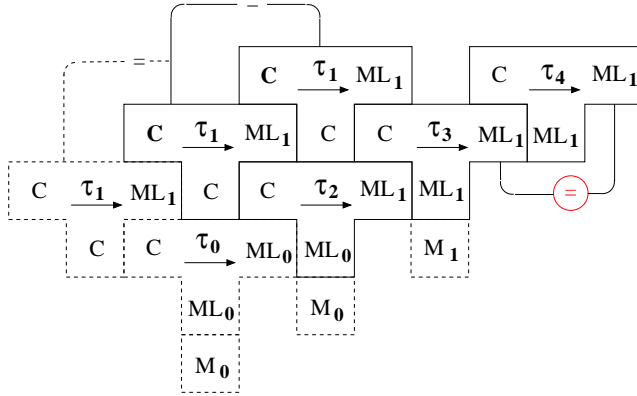 –
C τ₁ ML₁ C τ₄ ML₁
=
C τ₁ ML₁ C C τ₃ ML₁ ML₁
C τ₁ ML₁ C C τ₂ ML₁ ML₁ =
C C τ₀ ML₀ ML₀ M₁
ML₀ M₀
M₀